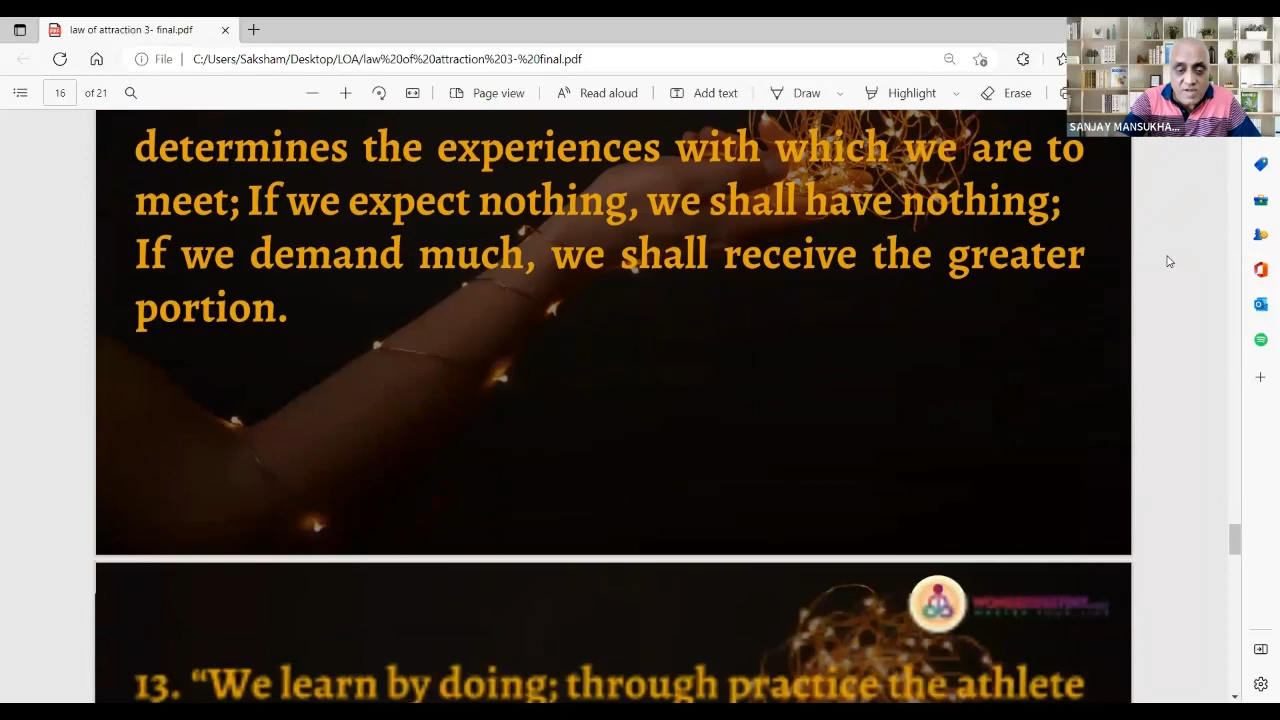 law of attraction 3- final.pdf
File
C:/Users/Saksham/Desktop/LOA/law%20of%20attraction%203-%20final.pdf
16 of 21
Page view
Read aloud
Add text
Draw
Highlight
Erase
SANJAY MANSUKHA...
determines the experiences with which we are to
meet; If we expect nothing, we shall have nothing;
If we demand much, we shall receive the greater
portion.
13. “We learn by doing; through practice the athlete